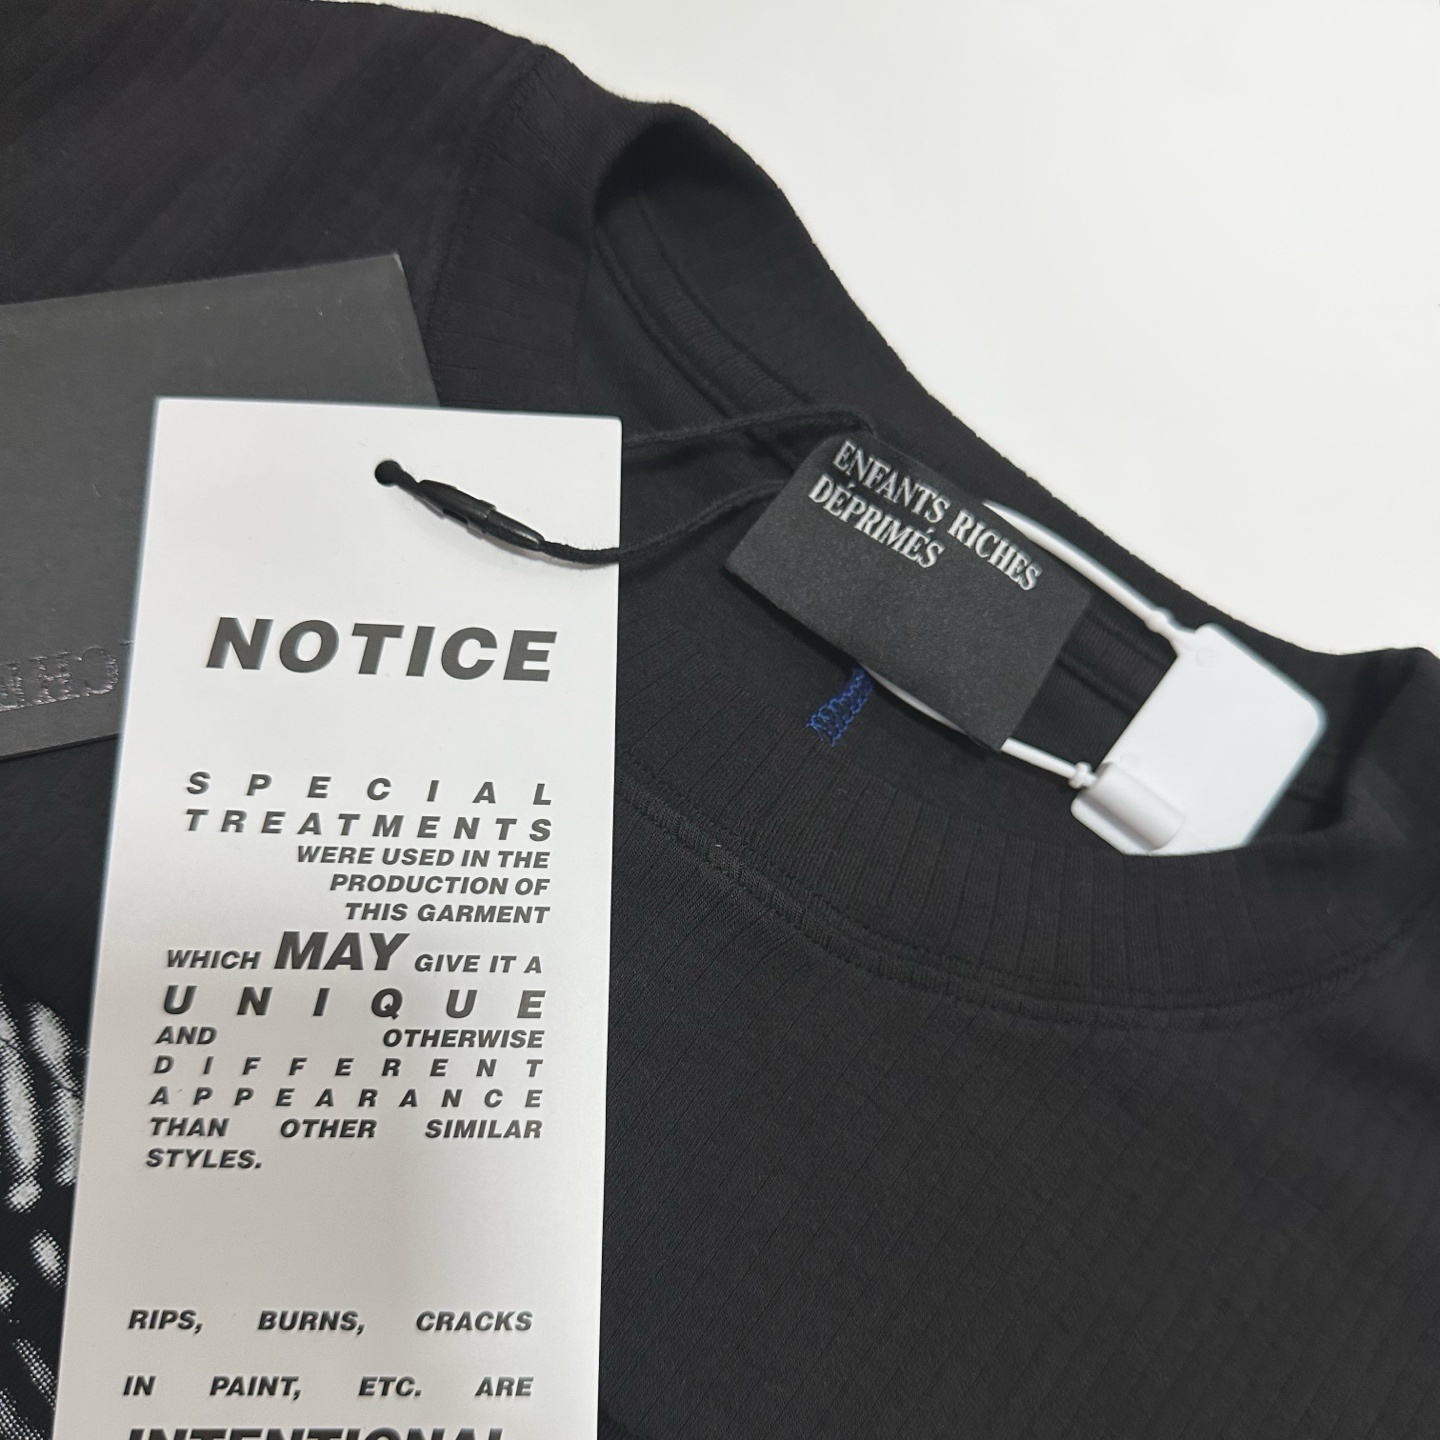 ENFANTS RICHES
DÉPRIMÉS
NOTICE
SPECIAL
TREATMENTS
WERE USED IN THE
PRODUCTION OF
THIS GARMENT
WHICH MAY GIVE IT A
UNIQUE
AND OTHERWISE
DIFFERENT
APPEARANCE
THAN OTHER SIMILAR
STYLES.
RIPS, BURNS, CRACKS
IN PAINT, ETC. ARE
INTENTIONAL